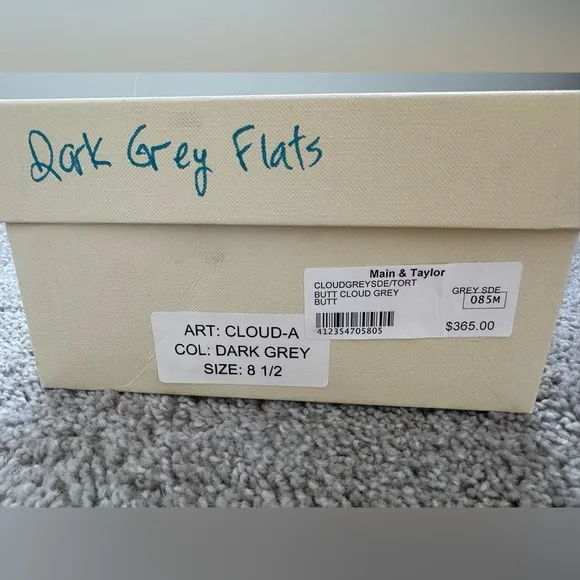 Dark Grey Flats
Main & Taylor
CLOUDGREYSDE/TORT
BUTT CLOUD GREY
BUTT
GREY SDE
085M
412354705805
$365.00
ART: CLOUD-A
COL: DARK GREY
SIZE: 8 1/2